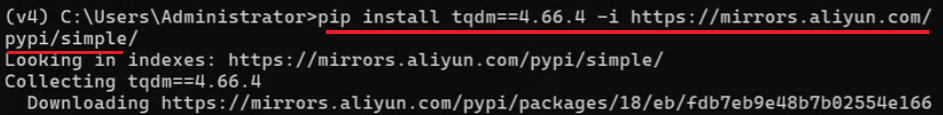 (v4) C:\Users\Administrator>pip install tqdm==4.66.4 -i https://mirrors.aliyun.com/
pypi/simple/
Looking in indexes: https://mirrors.aliyun.com/pypi/simple/
Collecting tqdm==4.66.4
  Downloading https://mirrors.aliyun.com/pypi/packages/18/eb/fdb7eb9e48b7b02554e166